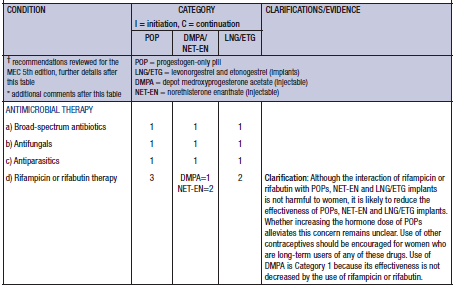 CONDITION
CATEGORY
I = initiation, C = continuation
CLARIFICATIONS/EVIDENCE
POP
DMPA/
NET-EN
LNG/ETG
† recommendations reviewed for the
MEC 5th edition, further details after
this table
* additional comments after this table
POP = progestogen-only pill
LNG/ETG = levonorgestrel and etonogestrel (implants)
DMPA = depot medroxyprogesterone acetate (injectable)
NET-EN = norethisterone enanthate (injectable)
ANTIMICROBIAL THERAPY
a) Broad-spectrum antibiotics 1 1 1
b) Antifungals 1 1 1
c) Antiparasitics 1 1 1
d) Rifampicin or rifabutin therapy 3 DMPA=1 2
NET-EN=2
Clarification: Although the interaction of rifampicin or
rifabutin with POPs, NET-EN and LNG/ETG implants
is not harmful to women, it is likely to reduce the
effectiveness of POPs, NET-EN and LNG/ETG implants.
Whether increasing the hormone dose of POPs
alleviates this concern remains unclear. Use of other
contraceptives should be encouraged for women who
are long-term users of any of these drugs. Use of
DMPA is Category 1 because its effectiveness is not
decreased by the use of rifampicin or rifabutin.